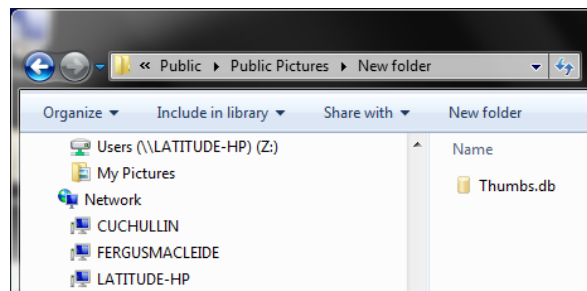 « Public ▸ Public Pictures ▸ New folder
Organize ▾ Include in library ▾ Share with ▾ New folder
Users (\\LATITUDE-HP) (Z:)
My Pictures
Network
CUCHULLIN
FERGUSMACLEIDE
LATITUDE-HP
Name
Thumbs.db